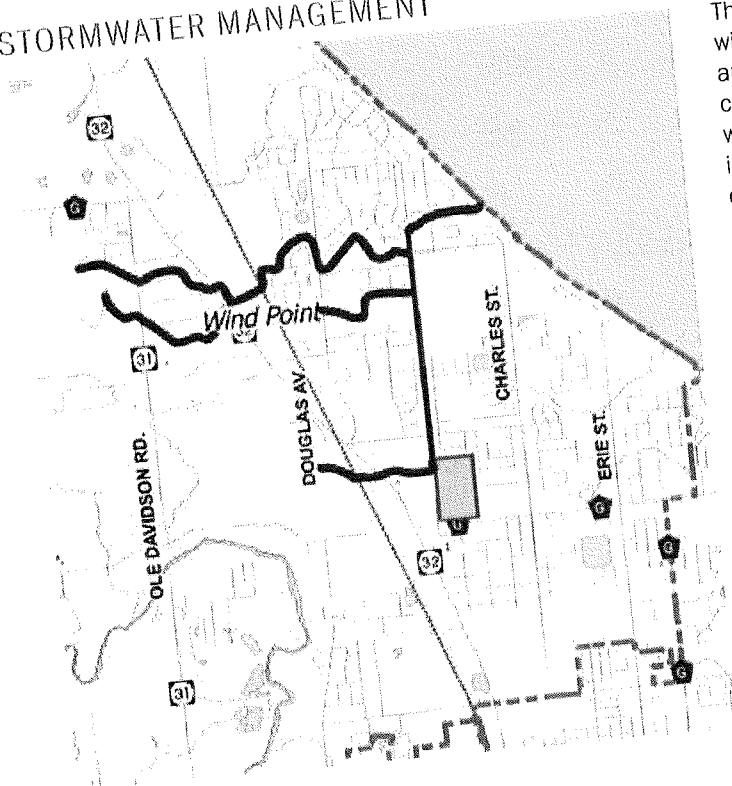 STORMWATER MANAGEMENT
32
G
Wind Point
31
CHARLES ST.
DOUGLAS AV.
OLE DAVIDSON RD.
ERIE ST.
G
G
32
G
G
31